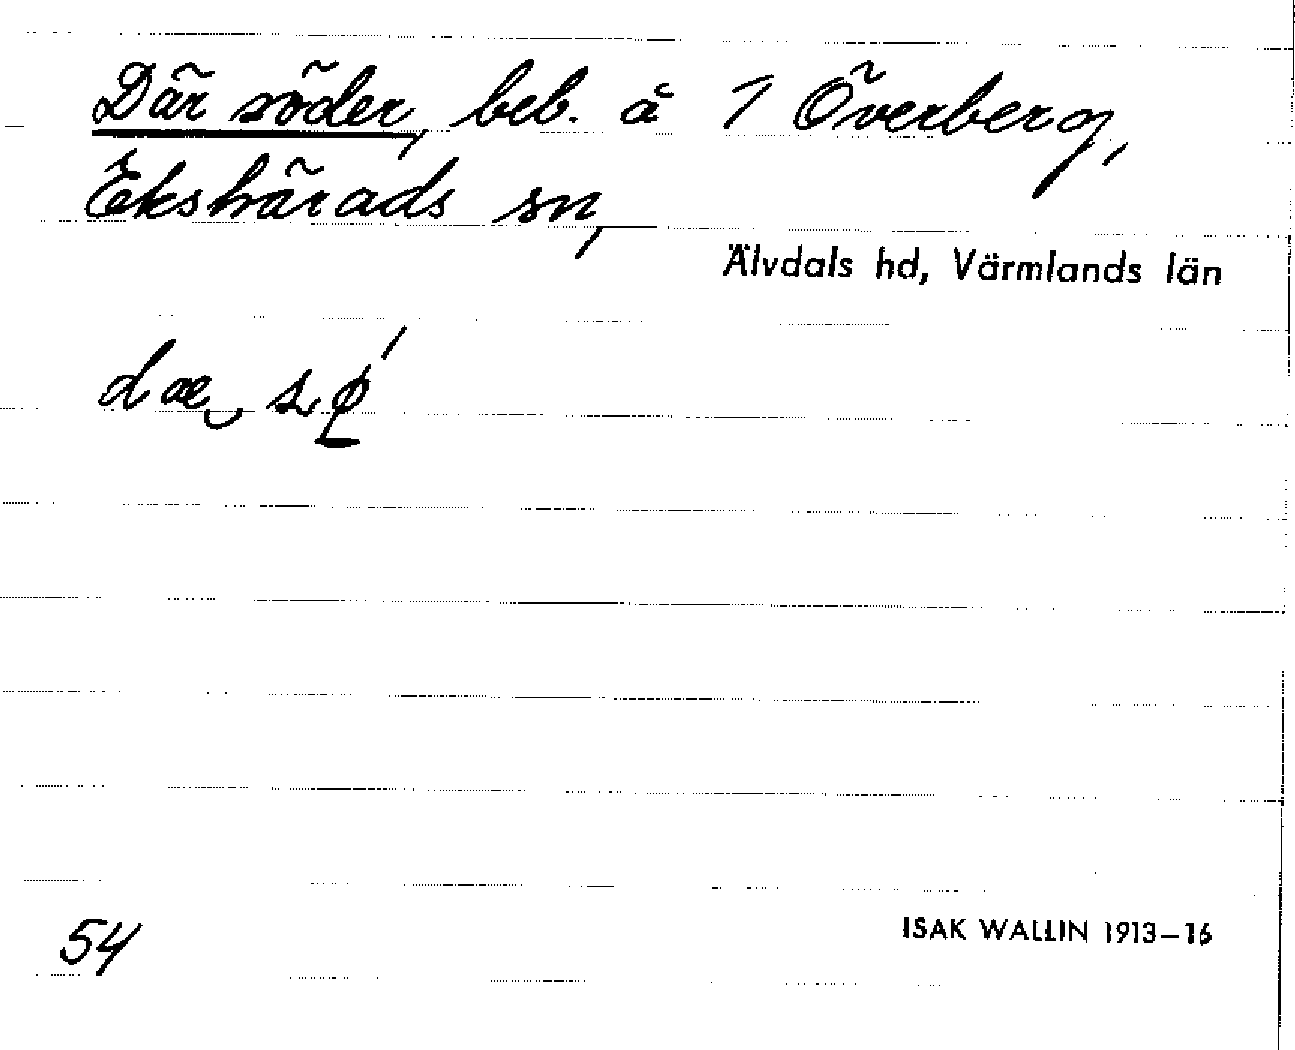 Där söder, beb. å 1 Överberg,
Ekshärads sn,
Älvdals hd, Värmlands län
dæ sø´
54
ISAK WALLIN 1913–16